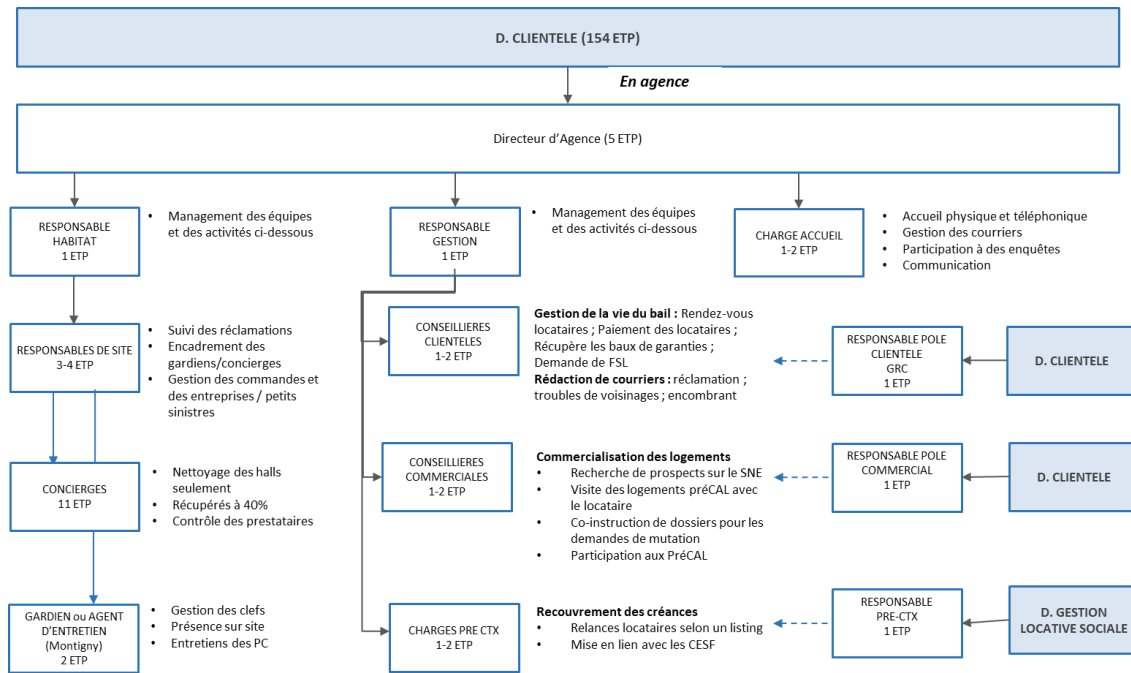 D. CLIENTELE (154 ETP)
En agence
Directeur d'Agence (5 ETP)
RESPONSABLE
HABITAT
1 ETP
• Management des équipes
et des activités ci-dessous
RESPONSABLE
GESTION
1 ETP
• Management des équipes
et des activités ci-dessous
CHARGE ACCUEIL
1-2 ETP
• Accueil physique et téléphonique
• Gestion des courriers
• Participation à des enquêtes
• Communication
RESPONSABLES DE SITE
3-4 ETP
• Suivi des réclamations
• Encadrement des
gardiens/concierges
• Gestion des commandes et
des entreprises / petits
sinistres
CONSEILLIERES
CLIENTELES
1-2 ETP
Gestion de la vie du bail : Rendez-vous
locataires ; Paiement des locataires ;
Récupère les baux de garanties ;
Demande de FSL
Rédaction de courriers : réclamation ;
troubles de voisinages ; encombrant
RESPONSABLE POLE
CLIENTELE
GRC
1 ETP
D. CLIENTELE
CONCIERGES
11 ETP
• Nettoyage des halls
seulement
• Récupérés à 40%
• Contrôle des prestataires
CONSEILLIERES
COMMERCIALES
1-2 ETP
Commercialisation des logements
• Recherche de prospects sur le SNE
• Visite des logements préCAL avec
le locataire
• Co-instruction de dossiers pour les
demandes de mutation
• Participation aux PréCAL
RESPONSABLE POLE
COMMERCIAL
1 ETP
D. CLIENTELE
GARDIEN ou AGENT
D'ENTRETIEN
(Montigny)
2 ETP
• Gestion des clefs
• Présence sur site
• Entretiens des PC
CHARGES PRE CTX
1-2 ETP
Recouvrement des créances
• Relances locataires selon un listing
• Mise en lien avec les CESF
RESPONSABLE
PRE-CTX
1 ETP
D. GESTION
LOCATIVE SOCIALE